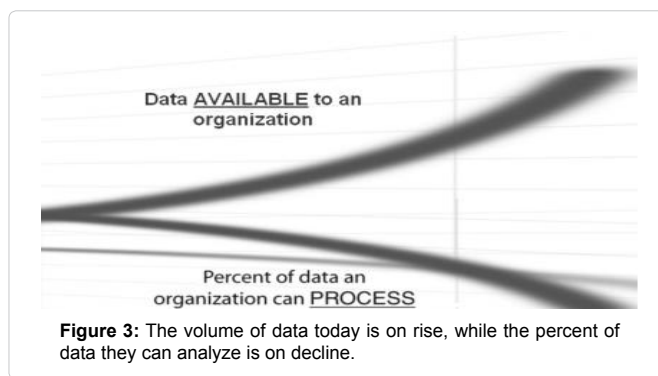 Data AVAILABLE to an
organization
Percent of data an
organization can PROCESS
Figure 3: The volume of data today is on rise, while the percent of
data they can analyze is on decline.